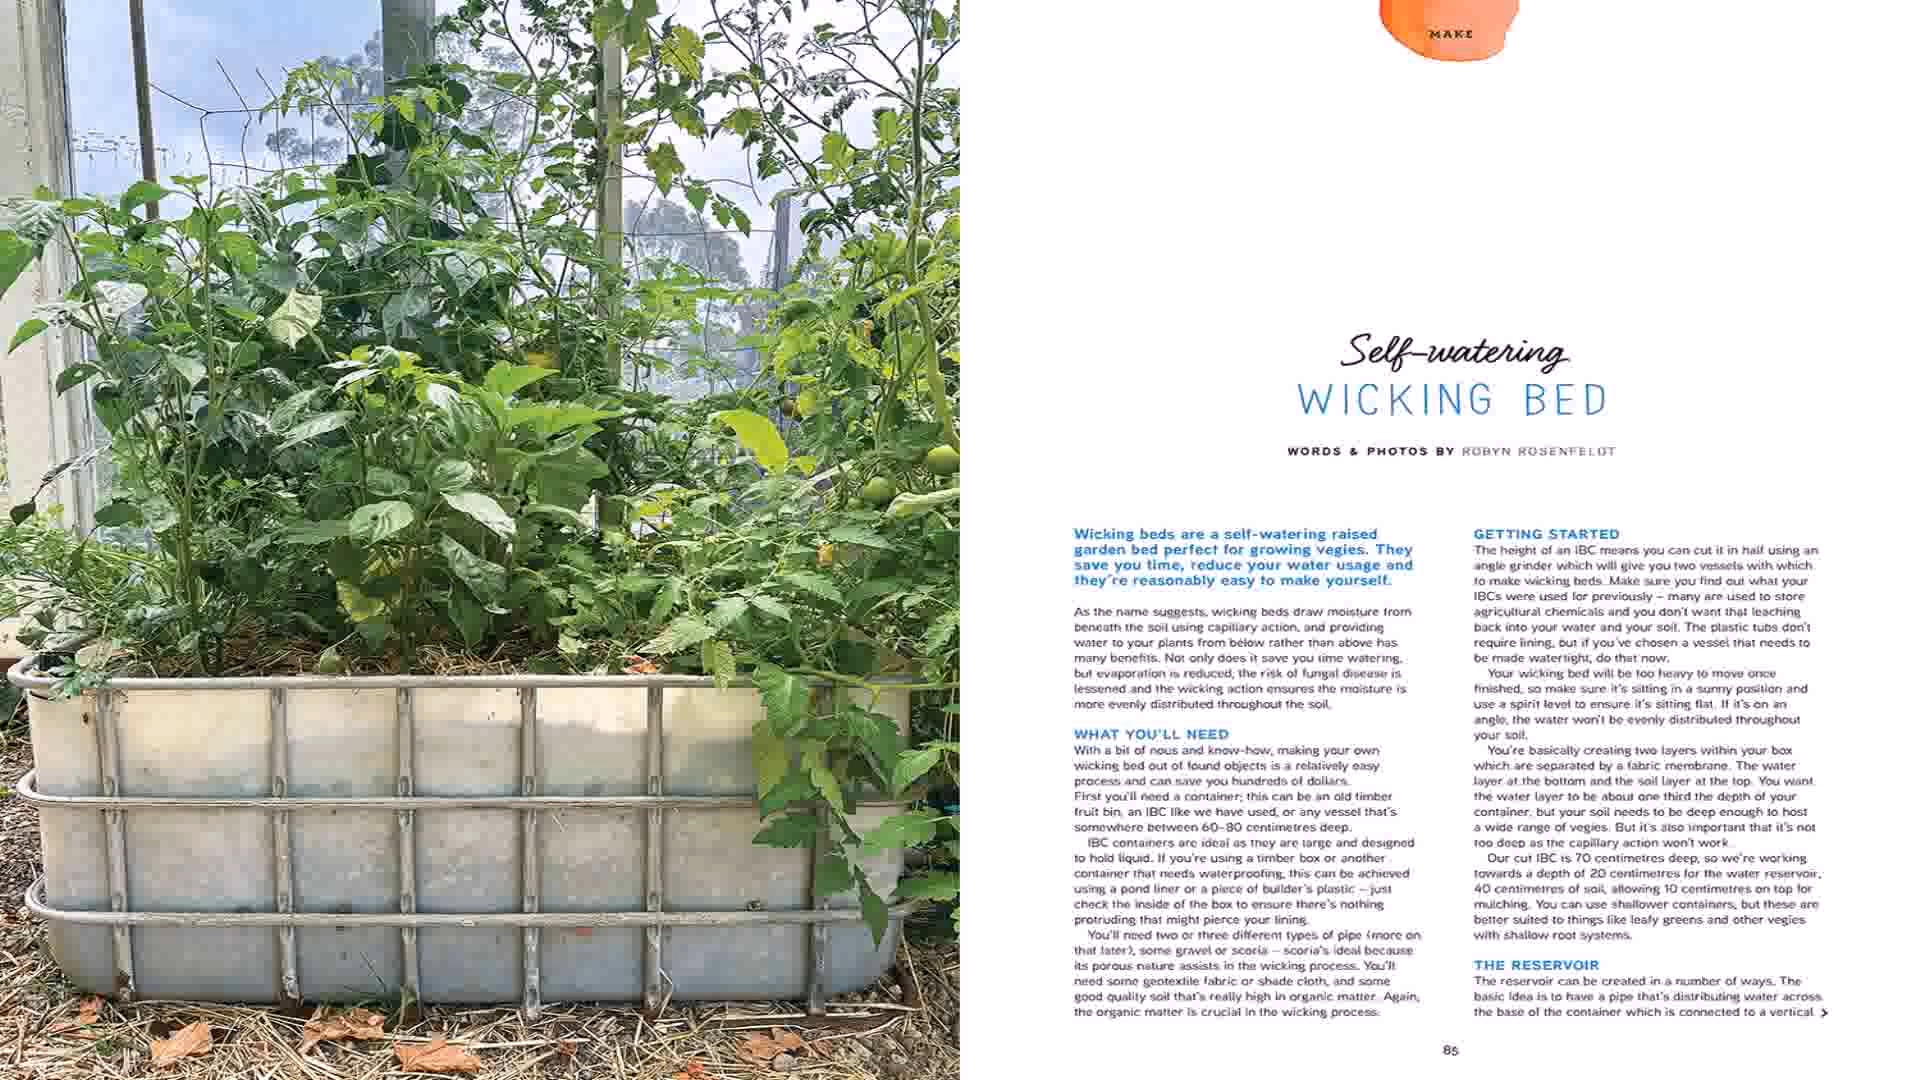 MAKE
Self-watering
WICKING BED
WORDS & PHOTOS BY ROBYN ROSENFELDT
Wicking beds are a self-watering raised
garden bed perfect for growing vegies. They
save you time, reduce your water usage and
they're reasonably easy to make yourself.
As the name suggests, wicking beds draw moisture from
beneath the soil using capillary action, and providing
water to your plants from below rather than above has
many benefits. Not only does it save you time watering,
but evaporation is reduced, the risk of fungal disease is
lessened and the wicking action ensures the moisture is
more evenly distributed throughout the soil.
WHAT YOU'LL NEED
With a bit of nous and know-how, making your own
wicking bed out of found objects is a relatively easy
process and can save you hundreds of dollars.
First you'll need a container; this can be an old timber
fruit bin, an IBC like we have used, or any vessel that's
somewhere between 60–80 centimetres deep.
IBC containers are ideal as they are large and designed
to hold liquid. If you're using a timber box or another
container that needs waterproofing, this can be achieved
using a pond liner or a piece of builder's plastic – just
check the inside of the box to ensure there's nothing
protruding that might pierce your lining.
You'll need two or three different types of pipe (more on
that later), some gravel or scoria – scoria's ideal because
its porous nature assists in the wicking process. You'll
need some geotextile fabric or shade cloth, and some
good quality soil that's really high in organic matter. Again,
the organic matter is crucial in the wicking process.
GETTING STARTED
The height of an IBC means you can cut it in half using an
angle grinder which will give you two vessels with which
to make wicking beds. Make sure you find out what your
IBCs were used for previously – many are used to store
agricultural chemicals and you don't want that leaching
back into your water and your soil. The plastic tubs don't
require lining, but if you've chosen a vessel that needs to
be made watertight, do that now.
Your wicking bed will be too heavy to move once
finished, so make sure it's sitting in a sunny position and
use a spirit level to ensure it's sitting flat. If it's on an
angle, the water won't be evenly distributed throughout
your soil.
You're basically creating two layers within your box
which are separated by a fabric membrane. The water
layer at the bottom and the soil layer at the top. You want
the water layer to be about one third the depth of your
container, but your soil needs to be deep enough to host
a wide range of vegies. But it's also important that it's not
too deep as the capillary action won't work.
Our cut IBC is 70 centimetres deep, so we're working
towards a depth of 20 centimetres for the water reservoir,
40 centimetres of soil, allowing 10 centimetres on top for
mulching. You can use shallower containers, but these are
better suited to things like leafy greens and other vegies
with shallow root systems.
THE RESERVOIR
The reservoir can be created in a number of ways. The
basic idea is to have a pipe that's distributing water across
the base of the container which is connected to a vertical >
85